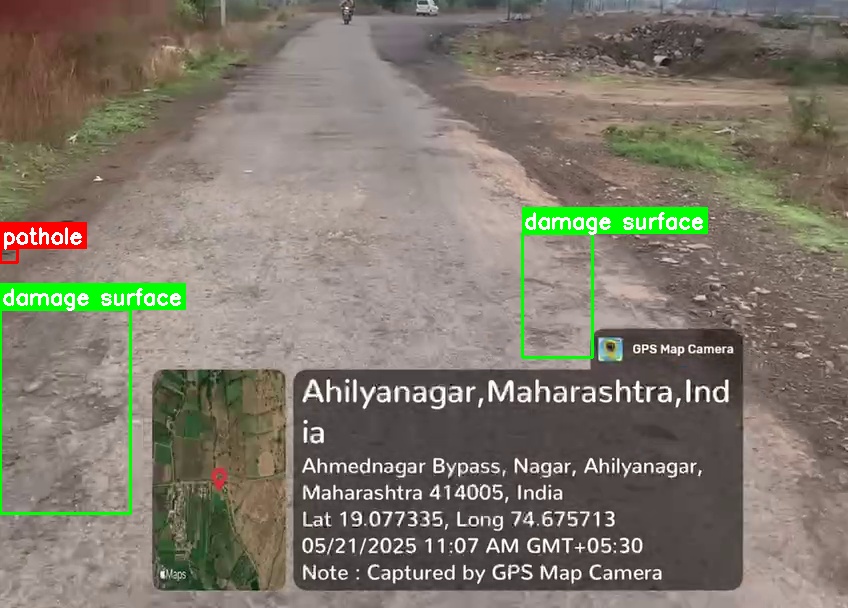 damage surface
pothole
damage surface
GPS Map Camera
Ahilyanagar,Maharashtra,Ind
ia
Ahmednagar Bypass, Nagar, Ahilyanagar,
Maharashtra 414005, India
Lat 19.077335, Long 74.675713
05/21/2025 11:07 AM GMT+05:30
Note : Captured by GPS Map Camera
Maps